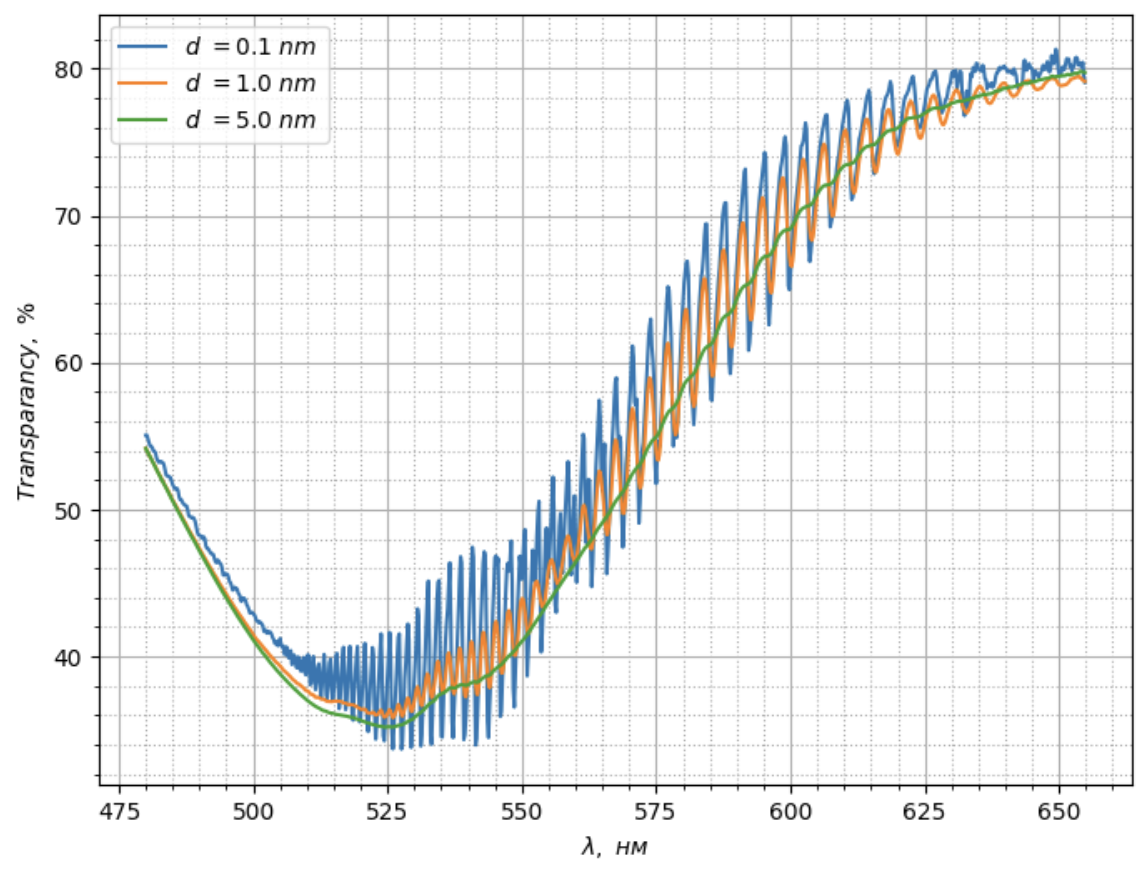 d = 0.1 nm
d = 1.0 nm
d = 5.0 nm
80
70
60
50
40
Transparancy, %
475 500 525 550 575 600 625 650
λ, нм